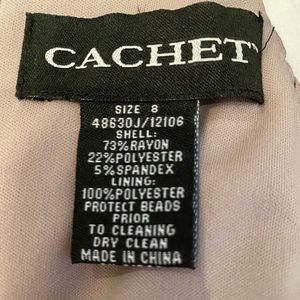 CACHET
SIZE 8
48630J/12106
SHELL:
73%RAYON
22%POLYESTER
5%SPANDEX
LINING:
100%POLYESTER
PROTECT BEADS
PRIOR
TO CLEANING
DRY CLEAN
MADE IN CHINA